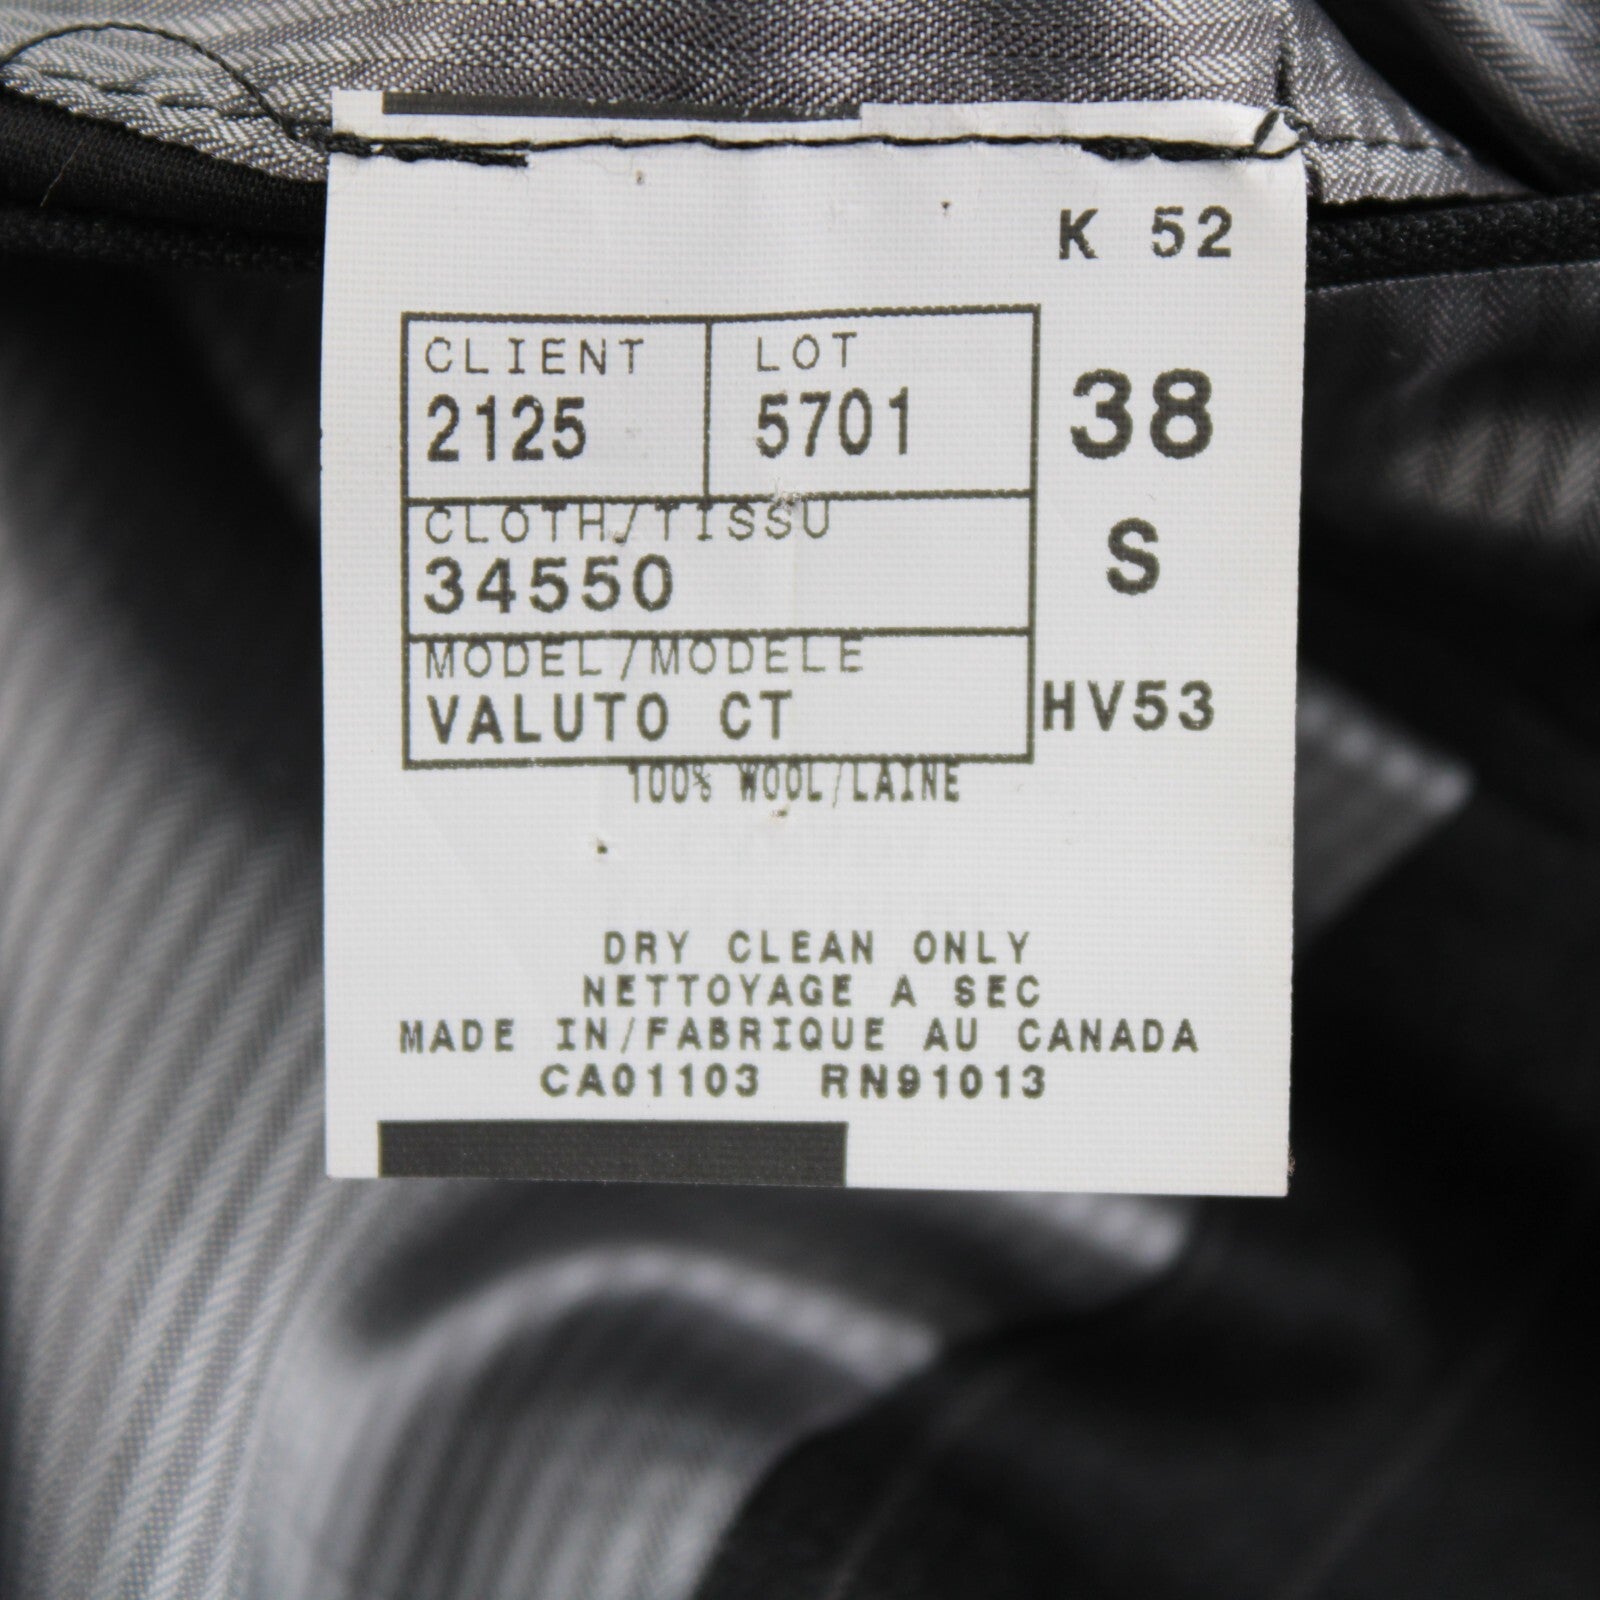 K 52
CLIENT LOT
2125 5701 38
CLOTH/TISSU
34550 S
MODEL/MODELE
VALUTO CT HV53
100% WOOL/LAINE
DRY CLEAN ONLY
NETTOYAGE A SEC
MADE IN/FABRIQUE AU CANADA
CA01103 RN91013